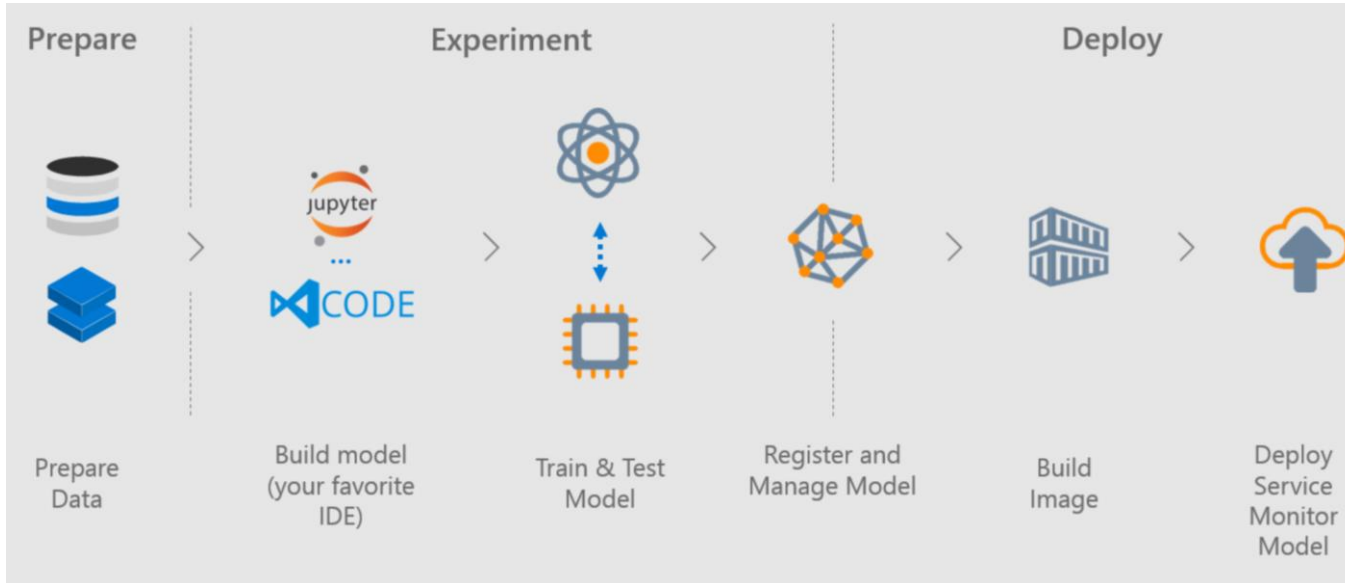 Prepare
Experiment
Deploy
jupyter
CODE
Prepare
Data
Build model
(your favorite
IDE)
Train & Test
Model
Register and
Manage Model
Build
Image
Deploy
Service
Monitor
Model